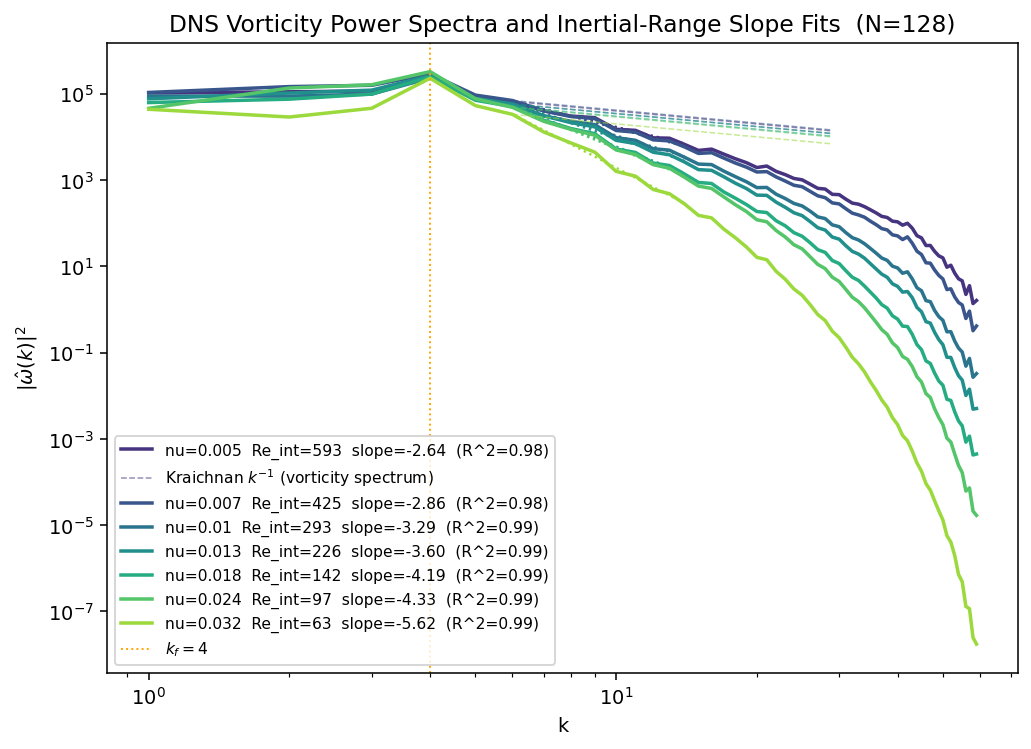 DNS Vorticity Power Spectra and Inertial-Range Slope Fits  (N=128)
10^5
10^3
10^1
10^{-1}
10^{-3}
10^{-5}
10^{-7}
|ω̂(k)|^2
nu=0.005  Re_int=593  slope=-2.64  (R^2=0.98)
Kraichnan k^{-1} (vorticity spectrum)
nu=0.007  Re_int=425  slope=-2.86  (R^2=0.98)
nu=0.01  Re_int=293  slope=-3.29  (R^2=0.99)
nu=0.013  Re_int=226  slope=-3.60  (R^2=0.99)
nu=0.018  Re_int=142  slope=-4.19  (R^2=0.99)
nu=0.024  Re_int=97  slope=-4.33  (R^2=0.99)
nu=0.032  Re_int=63  slope=-5.62  (R^2=0.99)
k_f = 4
10^0 10^1
k